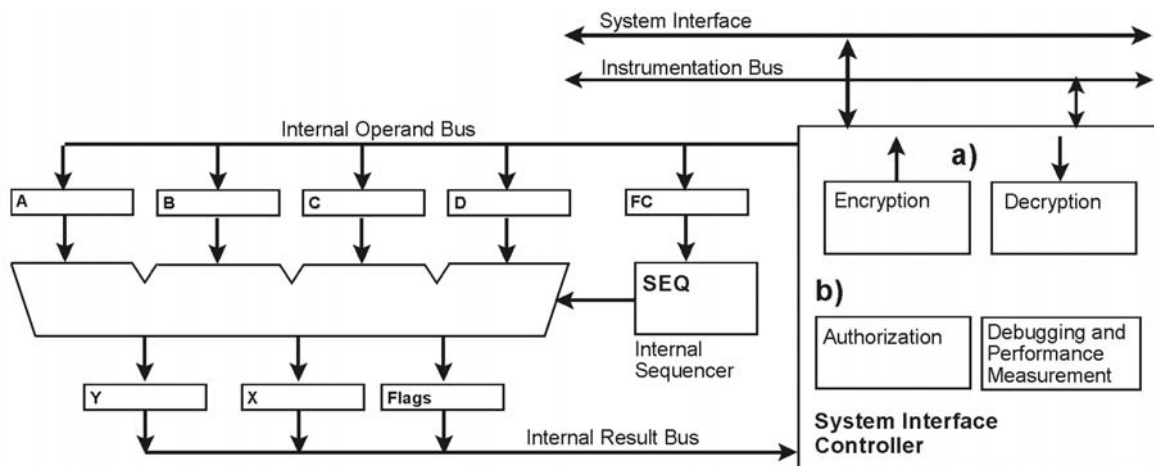 System Interface
Instrumentation Bus
Internal Operand Bus
a)
A
B
C
D
FC
Encryption
Decryption
SEQ
b)
Internal
Sequencer
Authorization
Debugging and
Performance
Measurement
Y
X
Flags
System Interface
Controller
Internal Result Bus